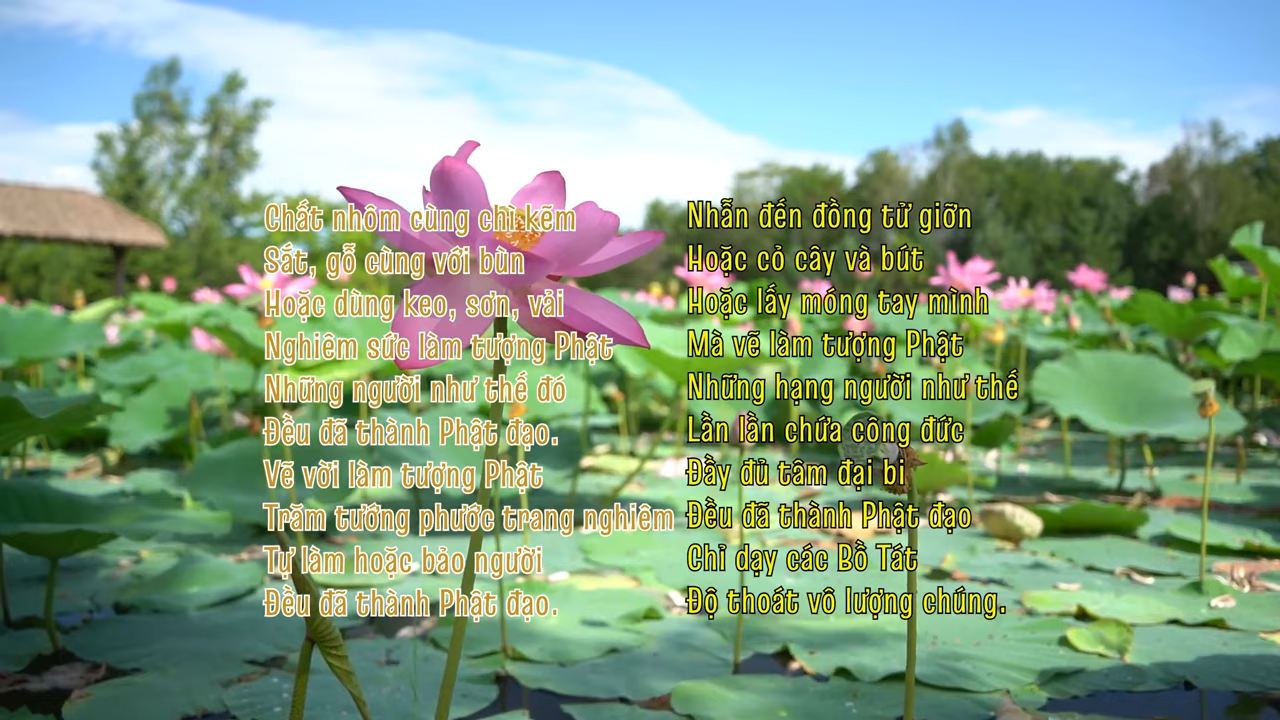 Chất nhôm cùng chì kẽm
Sắt, gỗ cùng với bùn
Hoặc dùng keo, sơn, vải
Nghiêm sức làm tượng Phật
Những người như thế đó
Đều đã thành Phật đạo.
Vẽ vời làm tượng Phật
Trăm tướng phước trang nghiêm
Tự làm hoặc bảo người
Đều đã thành Phật đạo.
Nhẫn đến đồng tử giỡn
Hoặc cỏ cây và bút
Hoặc lấy móng tay mình
Mà vẽ làm tượng Phật
Những hạng người như thế
Lần lần chứa công đức
Đầy đủ tâm đại bi
Đều đã thành Phật đạo
Chỉ dạy các Bồ Tát
Độ thoát vô lượng chúng.